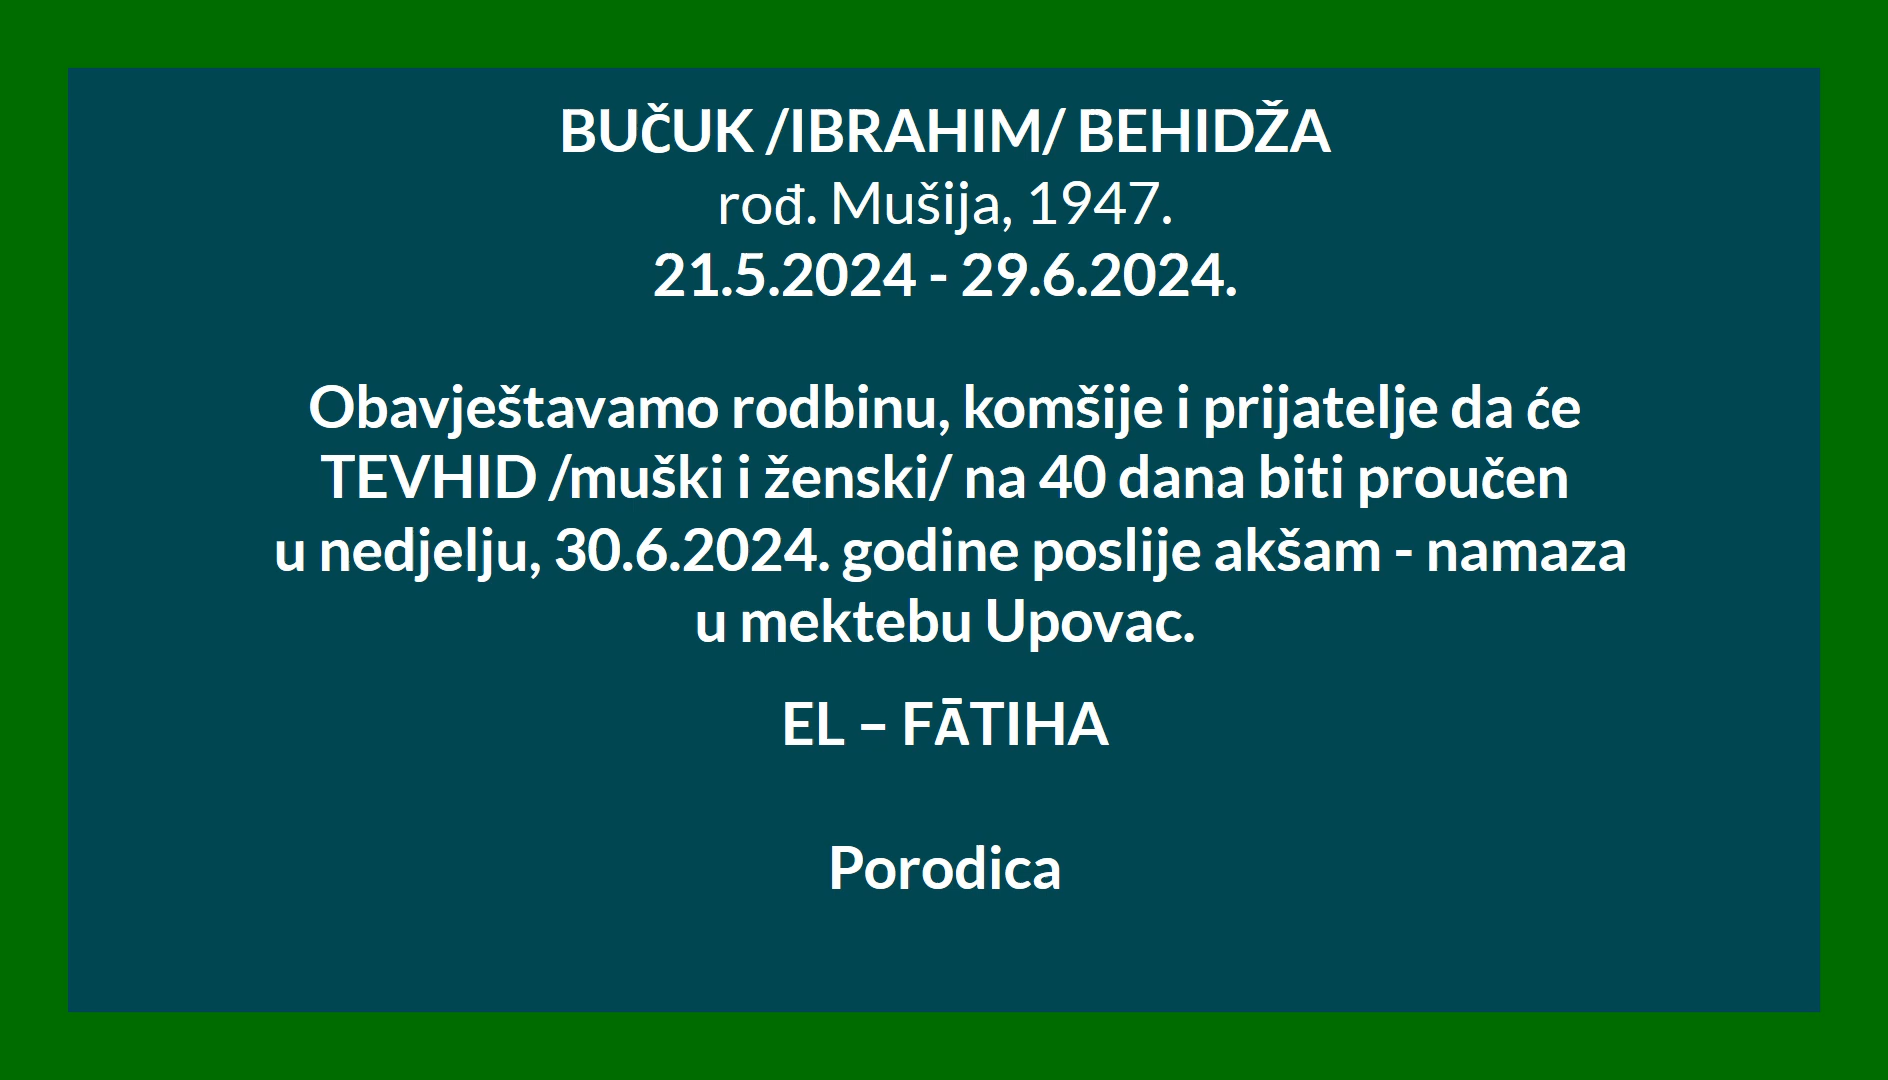 BUČUK /IBRAHIM/ BEHIDŽA
rođ. Mušija, 1947.
21.5.2024 - 29.6.2024.
Obavještavamo rodbinu, komšije i prijatelje da će
TEVHID /muški i ženski/ na 40 dana biti proučen
u nedjelju, 30.6.2024. godine poslije akšam - namaza
u mektebu Upovac.
EL – FĀTIHA
Porodica